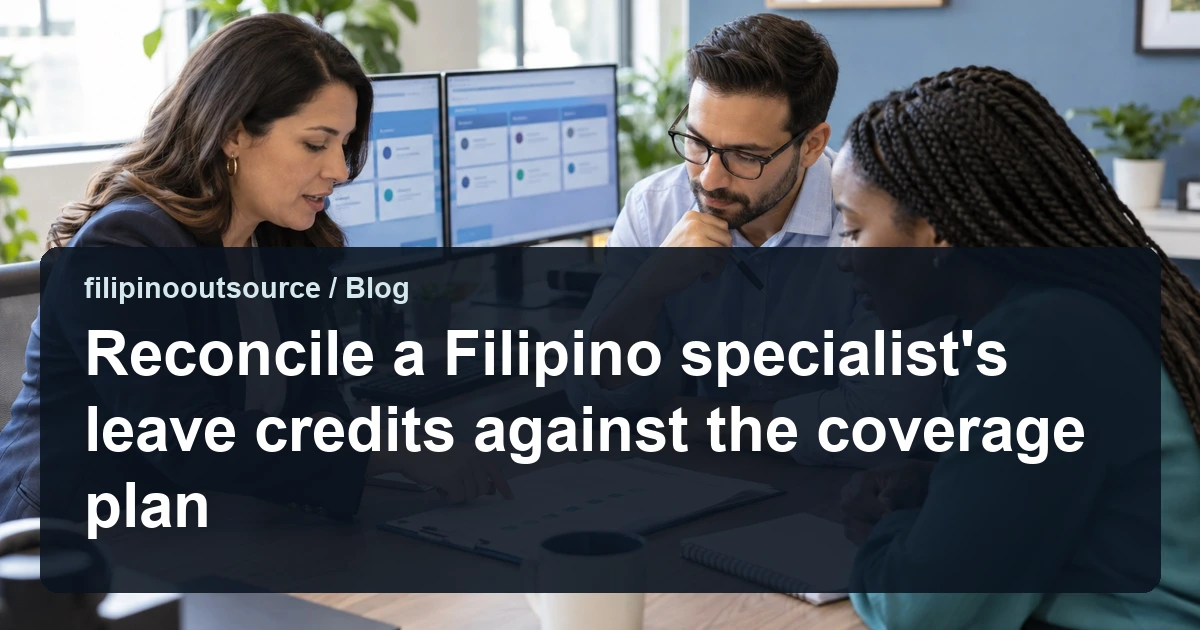 filipinooutsource / Blog
Reconcile a Filipino specialist's
leave credits against the coverage
plan